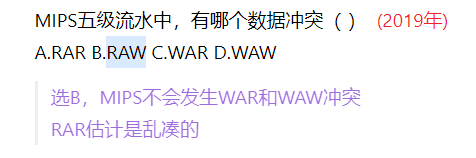 MIPS五级流水中，有哪个数据冲突（ ） (2019年)
A.RAR B.RAW C.WAR D.WAW
选B，MIPS不会发生WAR和WAW冲突
RAR估计是乱凑的